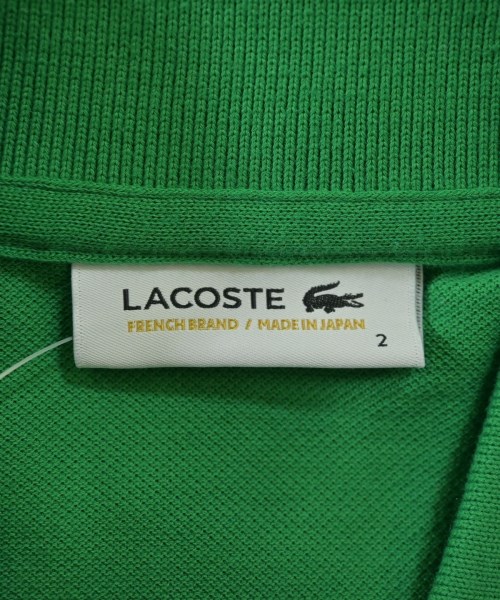 LACOSTE
FRENCH BRAND / MADE IN JAPAN
2